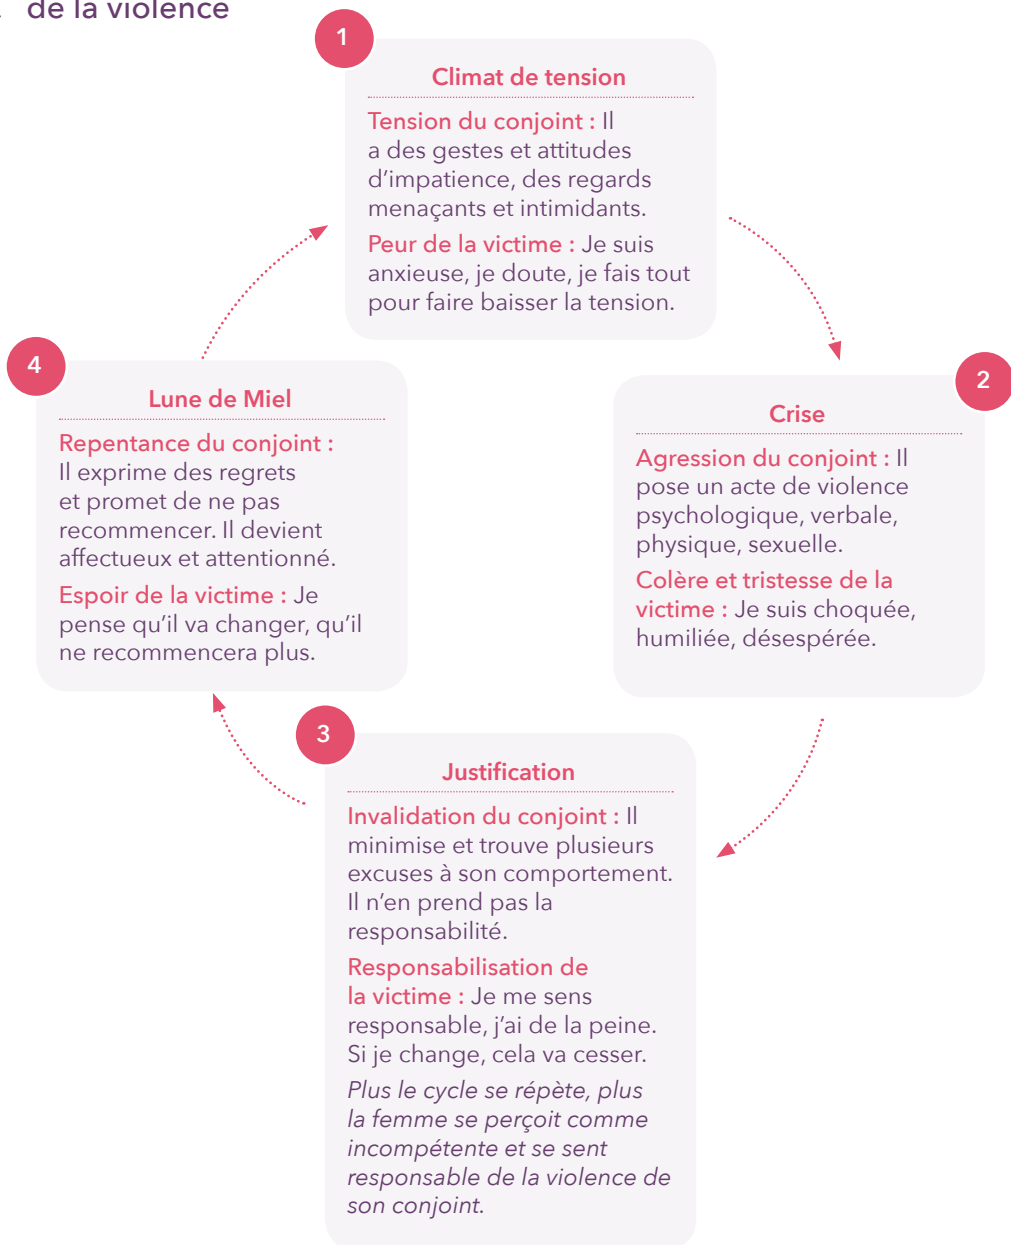 de la violence
1
Climat de tension
Tension du conjoint : Il
a des gestes et attitudes
d’impatience, des regards
menaçants et intimidants.
Peur de la victime : Je suis
anxieuse, je doute, je fais tout
pour faire baisser la tension.
2
Crise
Agression du conjoint : Il
pose un acte de violence
psychologique, verbale,
physique, sexuelle.
Colère et tristesse de la
victime : Je suis choquée,
humiliée, désespérée.
3
Justification
Invalidation du conjoint : Il
minimise et trouve plusieurs
excuses à son comportement.
Il n’en prend pas la
responsabilité.
Responsabilisation de
la victime : Je me sens
responsable, j’ai de la peine.
Si je change, cela va cesser.
Plus le cycle se répète, plus
la femme se perçoit comme
incompétente et se sent
responsable de la violence de
son conjoint.
4
Lune de Miel
Repentance du conjoint :
Il exprime des regrets
et promet de ne pas
recommencer. Il devient
affectueux et attentionné.
Espoir de la victime : Je
pense qu’il va changer, qu’il
ne recommencera plus.